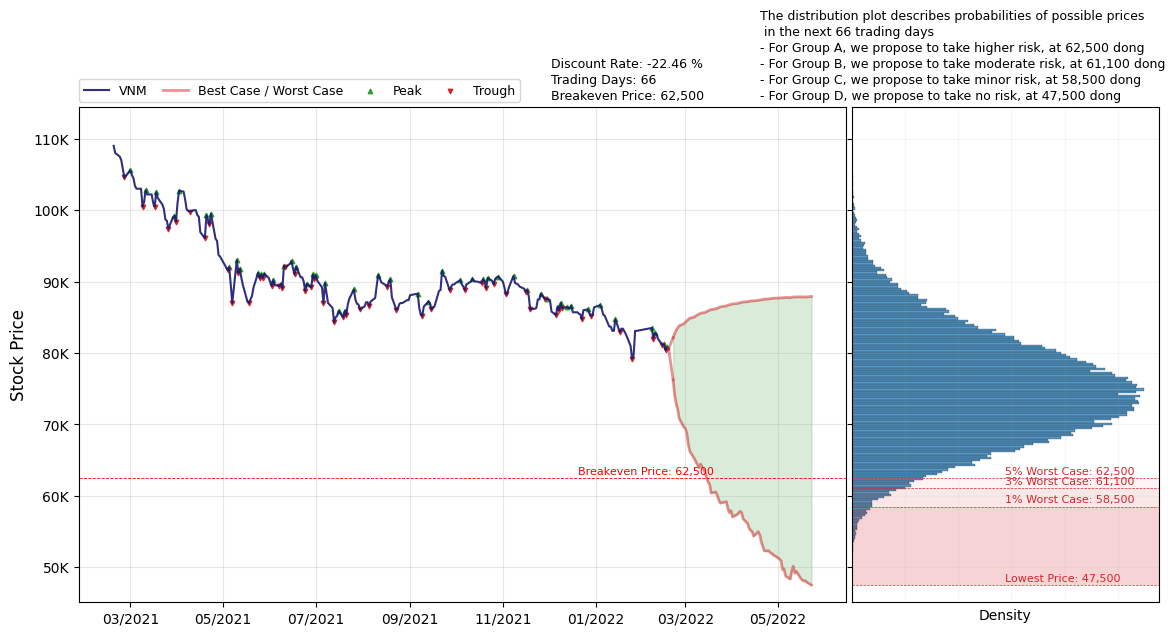 The distribution plot describes probabilities of possible prices
in the next 66 trading days
- For Group A, we propose to take higher risk, at 62,500 dong
- For Group B, we propose to take moderate risk, at 61,100 dong
- For Group C, we propose to take minor risk, at 58,500 dong
- For Group D, we propose to take no risk, at 47,500 dong
Discount Rate: -22.46 %
Trading Days: 66
Breakeven Price: 62,500
VNM Best Case / Worst Case Peak Trough
Stock Price
110K
100K
90K
80K
70K
60K
50K
Breakeven Price: 62,500
5% Worst Case: 62,500
3% Worst Case: 61,100
1% Worst Case: 58,500
Lowest Price: 47,500
03/2021 05/2021 07/2021 09/2021 11/2021 01/2022 03/2022 05/2022
Density